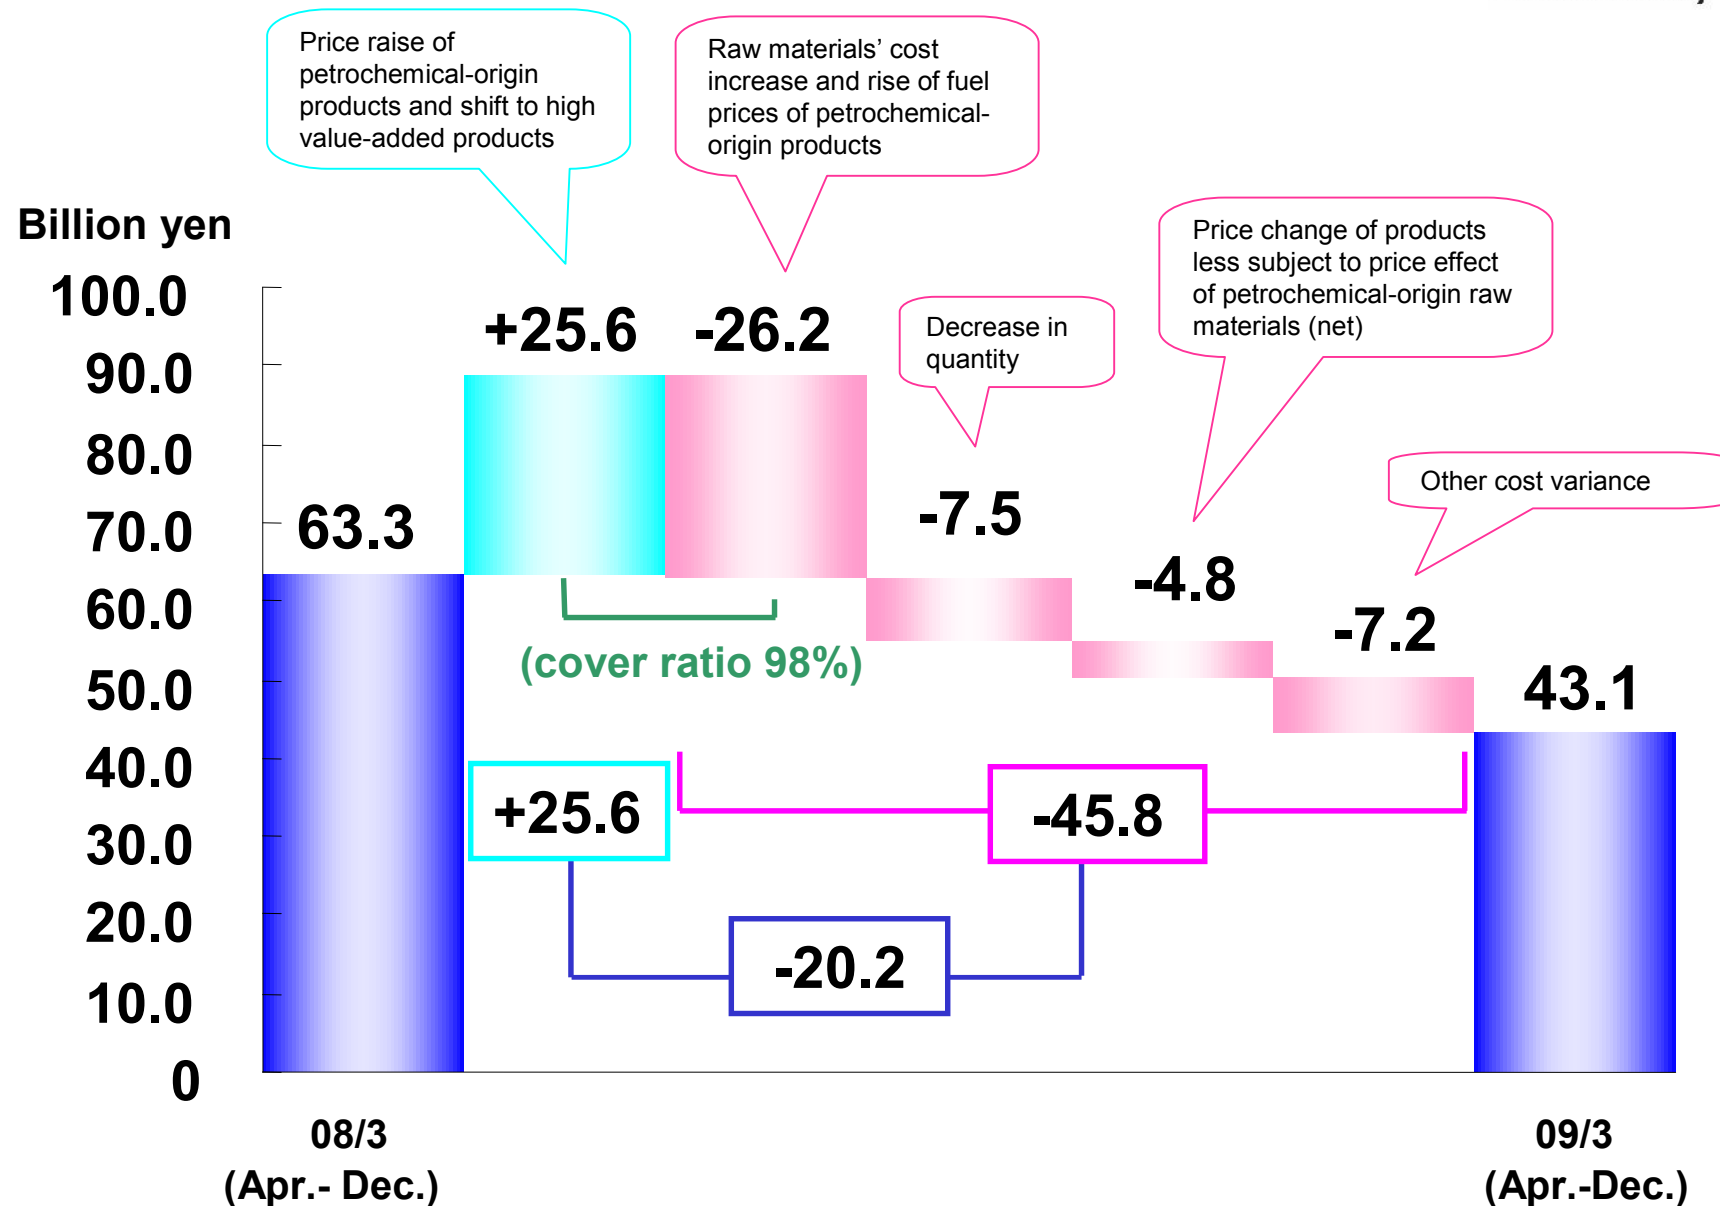 Price raise of
petrochemical-origin
products and shift to high
value-added products
Raw materials’ cost
increase and rise of fuel
prices of petrochemical-
origin products
Price change of products
less subject to price effect
of petrochemical-origin raw
materials (net)
Decrease in
quantity
Other cost variance
Billion yen
100.0
90.0
80.0
70.0
60.0
50.0
40.0
30.0
20.0
10.0
0
63.3
+25.6
-26.2
-7.5
-4.8
-7.2
43.1
(cover ratio 98%)
+25.6
-45.8
-20.2
08/3
(Apr.- Dec.)
09/3
(Apr.-Dec.)